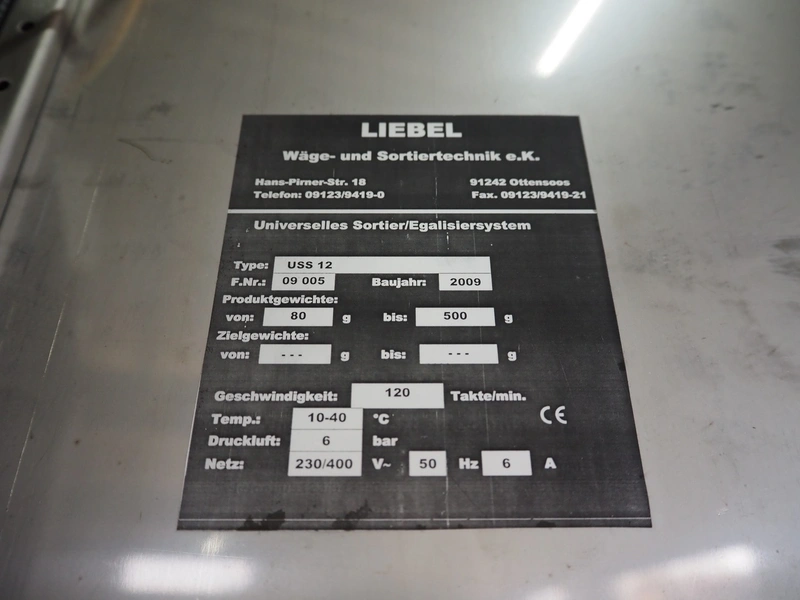 LIEBEL
Wäge- und Sortiertechnik e.K.
Hans-Pirner-Str. 18 91242 Ottensoos
Telefon: 09123/9419-0 Fax. 09123/9419-21
Universelles Sortier/Egalisiersystem
Type: USS 12
F.Nr.: 09 005 Baujahr: 2009
Produktgewichte:
von: 80 g bis: 500 g
Zielgewichte:
von: --- g bis: --- g
Geschwindigkeit: 120 Takte/min.
Temp.: 10-40 °C CE
Druckluft: 6 bar
Netz: 230/400 V~ 50 Hz 6 A